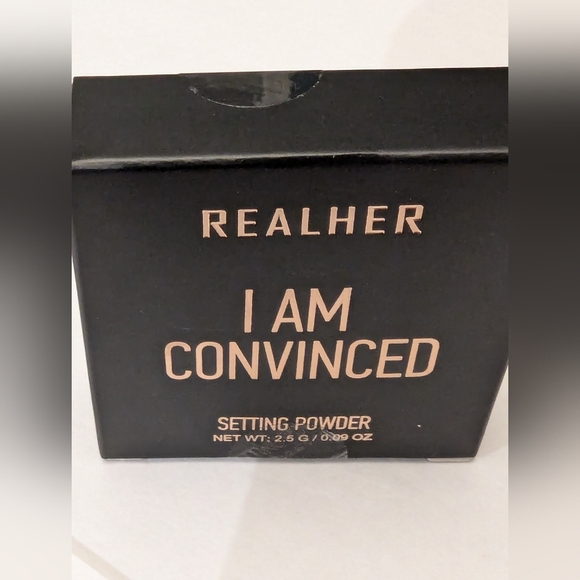 REALHER
I AM
CONVINCED
SETTING POWDER
NET WT: 2.5 G / 0.09 OZ